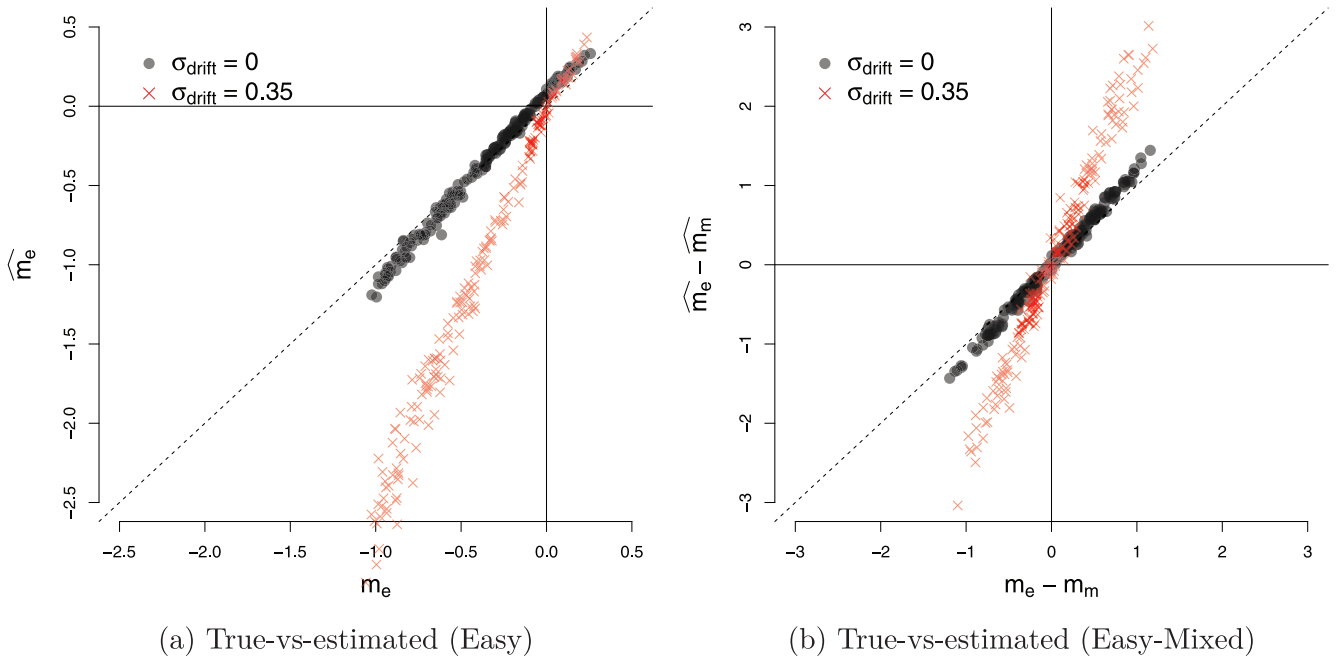 σdrift = 0
σdrift = 0.35
0.5
0.0
−0.5
−1.0
−1.5
−2.0
−2.5
m̂e
−2.5 −2.0 −1.5 −1.0 −0.5 0.0 0.5
me
(a) True-vs-estimated (Easy)
σdrift = 0
σdrift = 0.35
3
2
1
0
−1
−2
−3
m̂e − m̂m
−3 −2 −1 0 1 2 3
me − mm
(b) True-vs-estimated (Easy-Mixed)